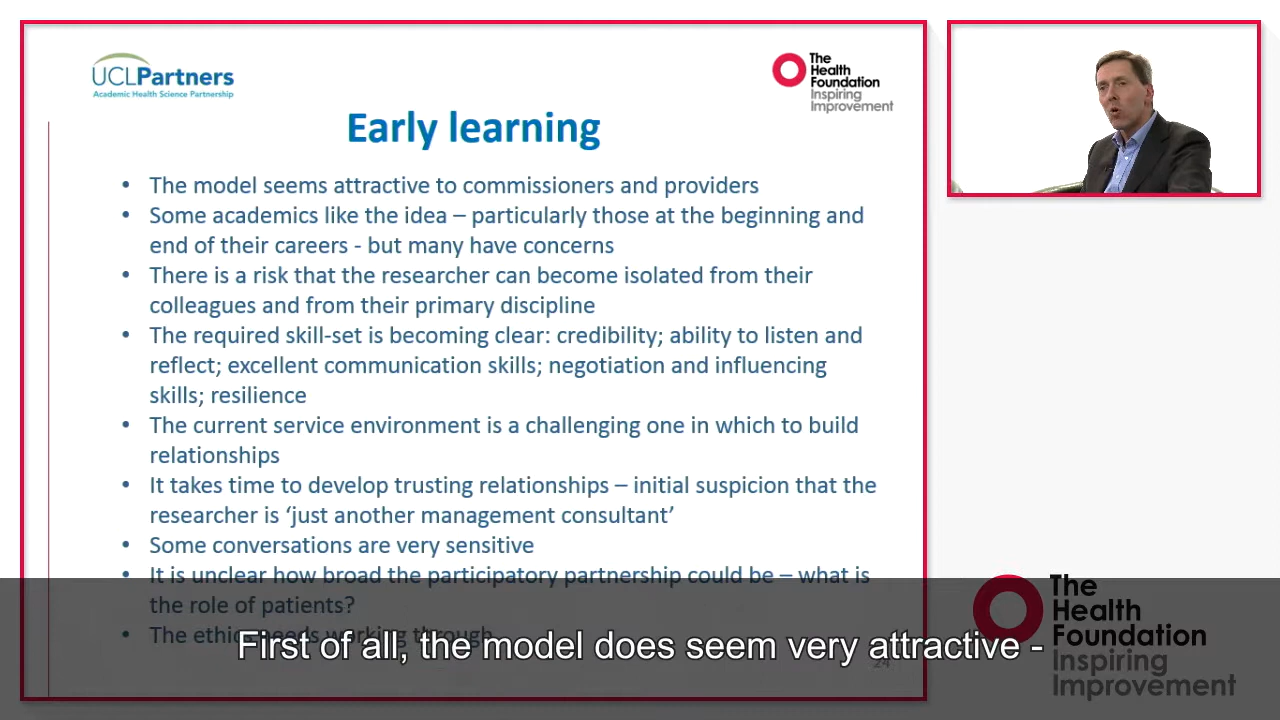 UCLPartners
Academic Health Science Partnership
The
Health
Foundation
Inspiring
Improvement
Early learning
• The model seems attractive to commissioners and providers
• Some academics like the idea – particularly those at the beginning and
end of their careers - but many have concerns
• There is a risk that the researcher can become isolated from their
colleagues and from their primary discipline
• The required skill-set is becoming clear: credibility; ability to listen and
reflect; excellent communication skills; negotiation and influencing
skills; resilience
• The current service environment is a challenging one in which to build
relationships
• It takes time to develop trusting relationships – initial suspicion that the
researcher is ‘just another management consultant’
• Some conversations are very sensitive
• It is unclear how broad the participatory partnership could be – what is
the role of patients?
• The ethics needs working through
24
First of all, the model does seem very attractive -
The
Health
Foundation
Inspiring
Improvement